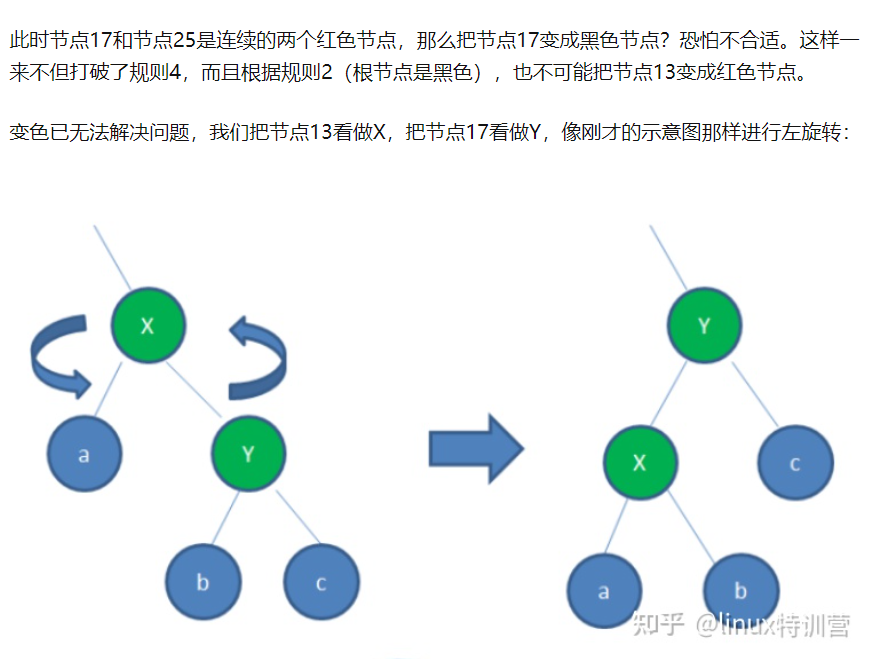 此时节点17和节点25是连续的两个红色节点，那么把节点17变成黑色节点？恐怕不合适。这样一
来不但打破了规则4，而且根据规则2（根节点是黑色），也不可能把节点13变成红色节点。
变色已无法解决问题，我们把节点13看做X，把节点17看做Y，像刚才的示意图那样进行左旋转：
X
Y
a
Y
X
c
b
c
a
b
知乎 @linux特训营